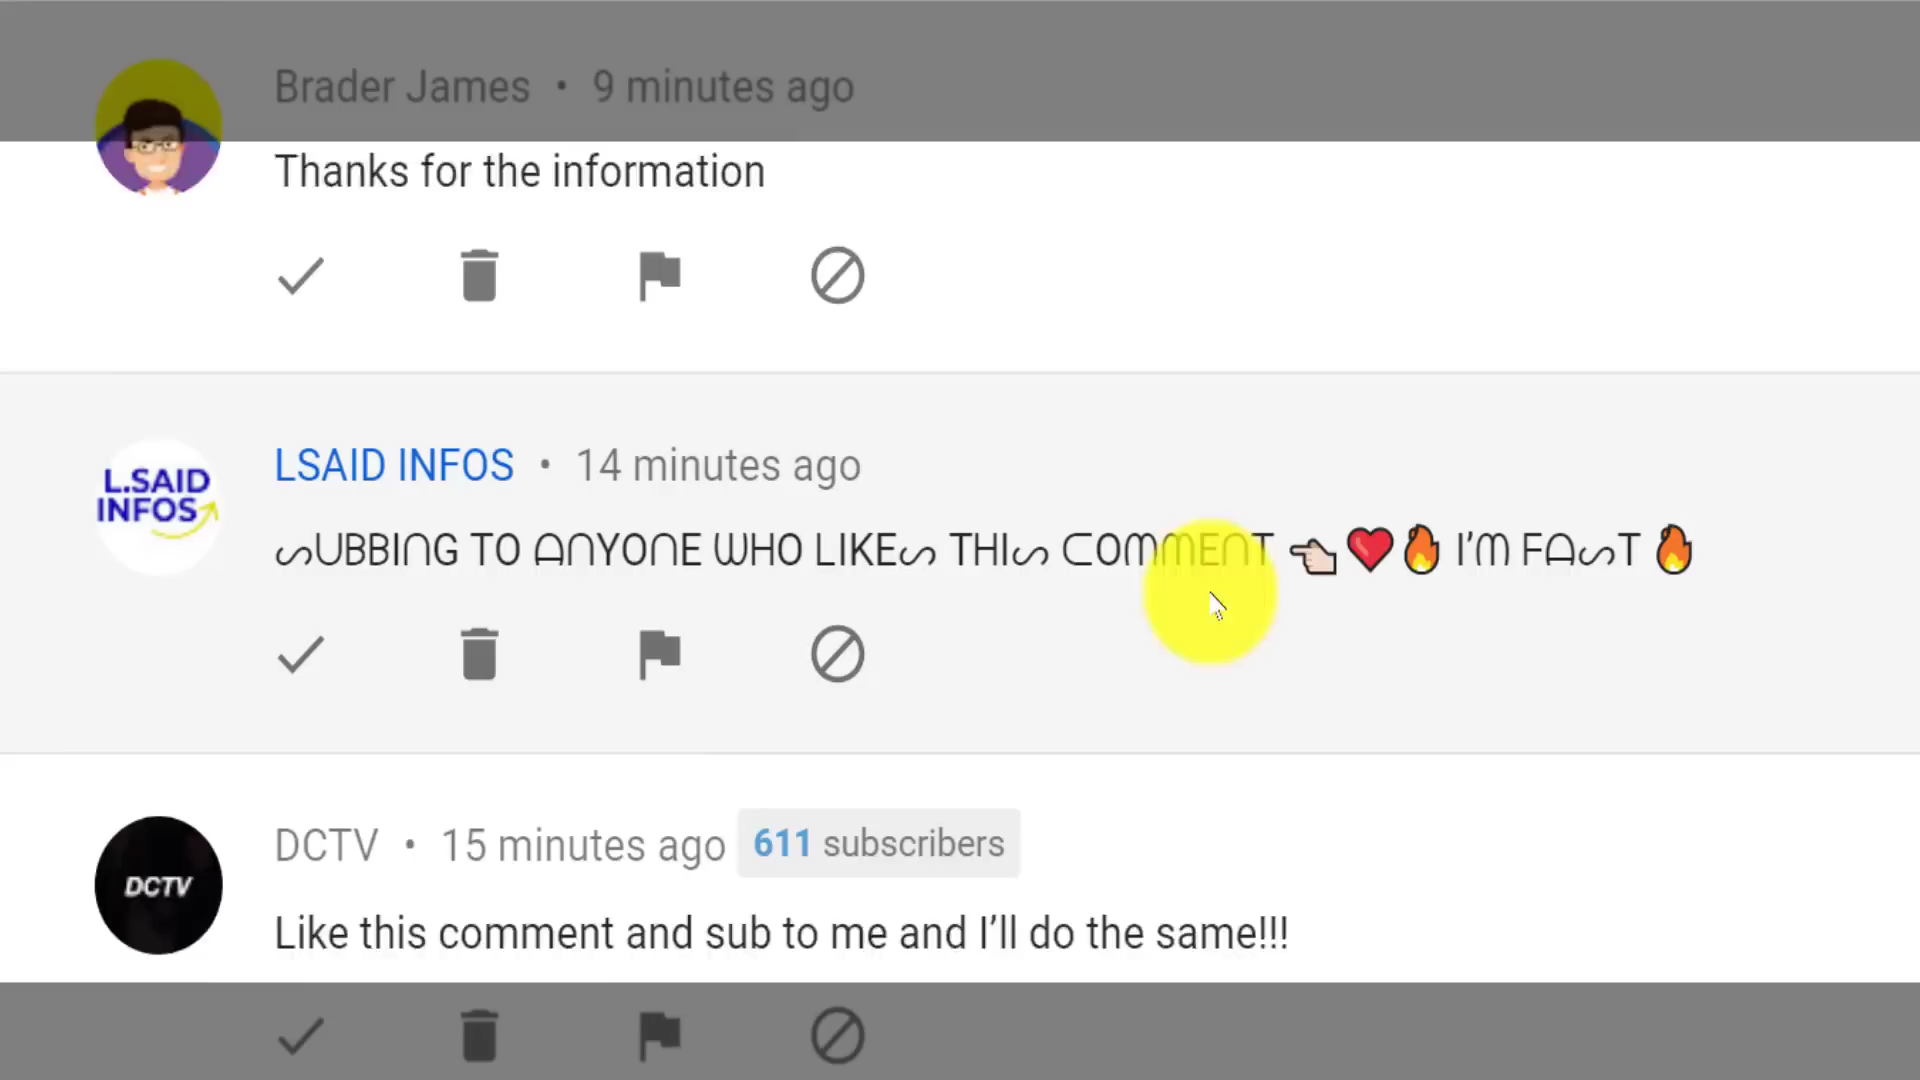 Brader James • 9 minutes ago
Thanks for the information
L.SAID
INFOS
LSAID INFOS • 14 minutes ago
ᔕᑌBBIᑎG TO ᗩᑎYOᑎE ᗯHO LIKEᔕ THIᔕ ᑕOᗰᗰEᑎT 👈🏻❤️🔥 I’ᗰ FᗩᔕT 🔥
DCTV
DCTV • 15 minutes ago 611 subscribers
Like this comment and sub to me and I’ll do the same!!!